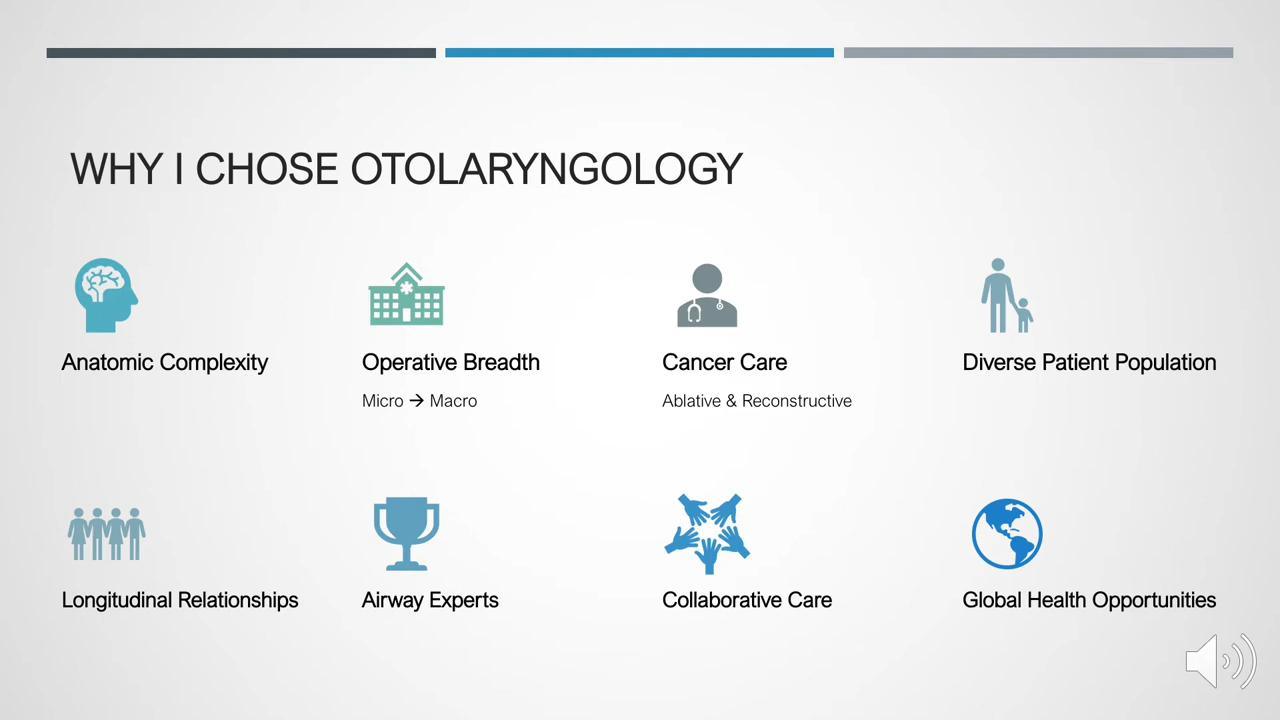 WHY I CHOSE OTOLARYNGOLOGY
Anatomic Complexity
Operative Breadth
Micro → Macro
Cancer Care
Ablative & Reconstructive
Diverse Patient Population
Longitudinal Relationships
Airway Experts
Collaborative Care
Global Health Opportunities